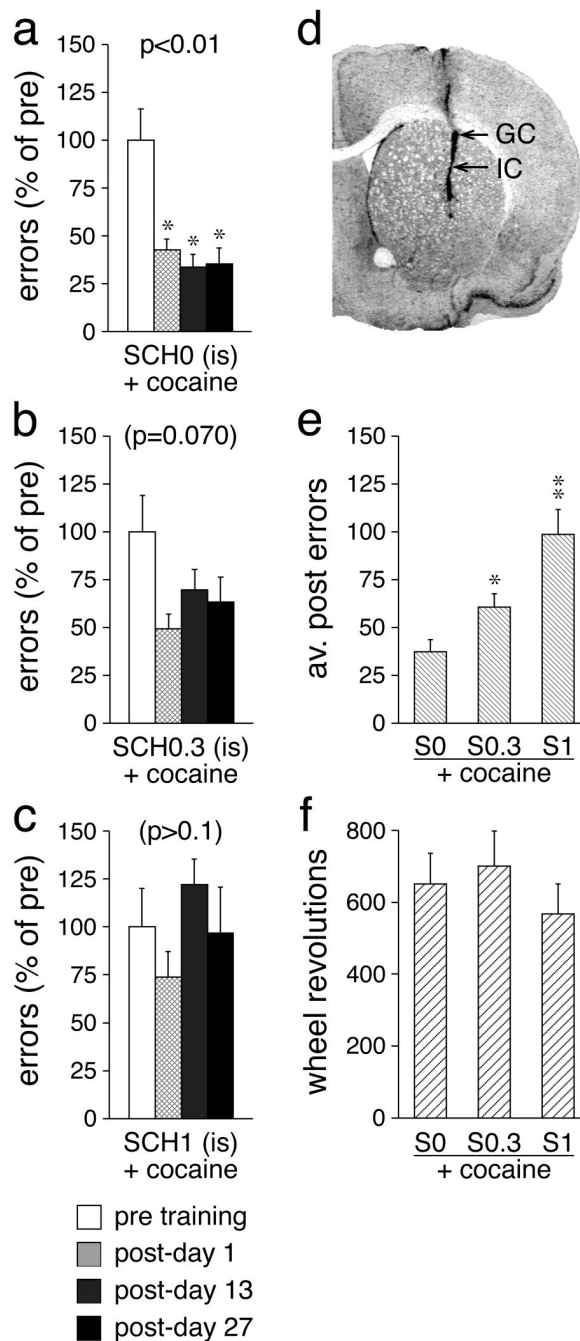 a
p<0.01
errors (% of pre)
150
125
100
75
50
25
0
*
*
*
SCH0 (is)
+ cocaine
b
(p=0.070)
errors (% of pre)
150
125
100
75
50
25
0
SCH0.3 (is)
+ cocaine
c
(p>0.1)
errors (% of pre)
150
125
100
75
50
25
0
SCH1 (is)
+ cocaine
pre training
post-day 1
post-day 13
post-day 27
d
GC
IC
e
av. post errors
150
125
100
75
50
25
0
*
**
S0 S0.3 S1
+ cocaine
f
wheel revolutions
800
600
400
200
0
S0 S0.3 S1
+ cocaine